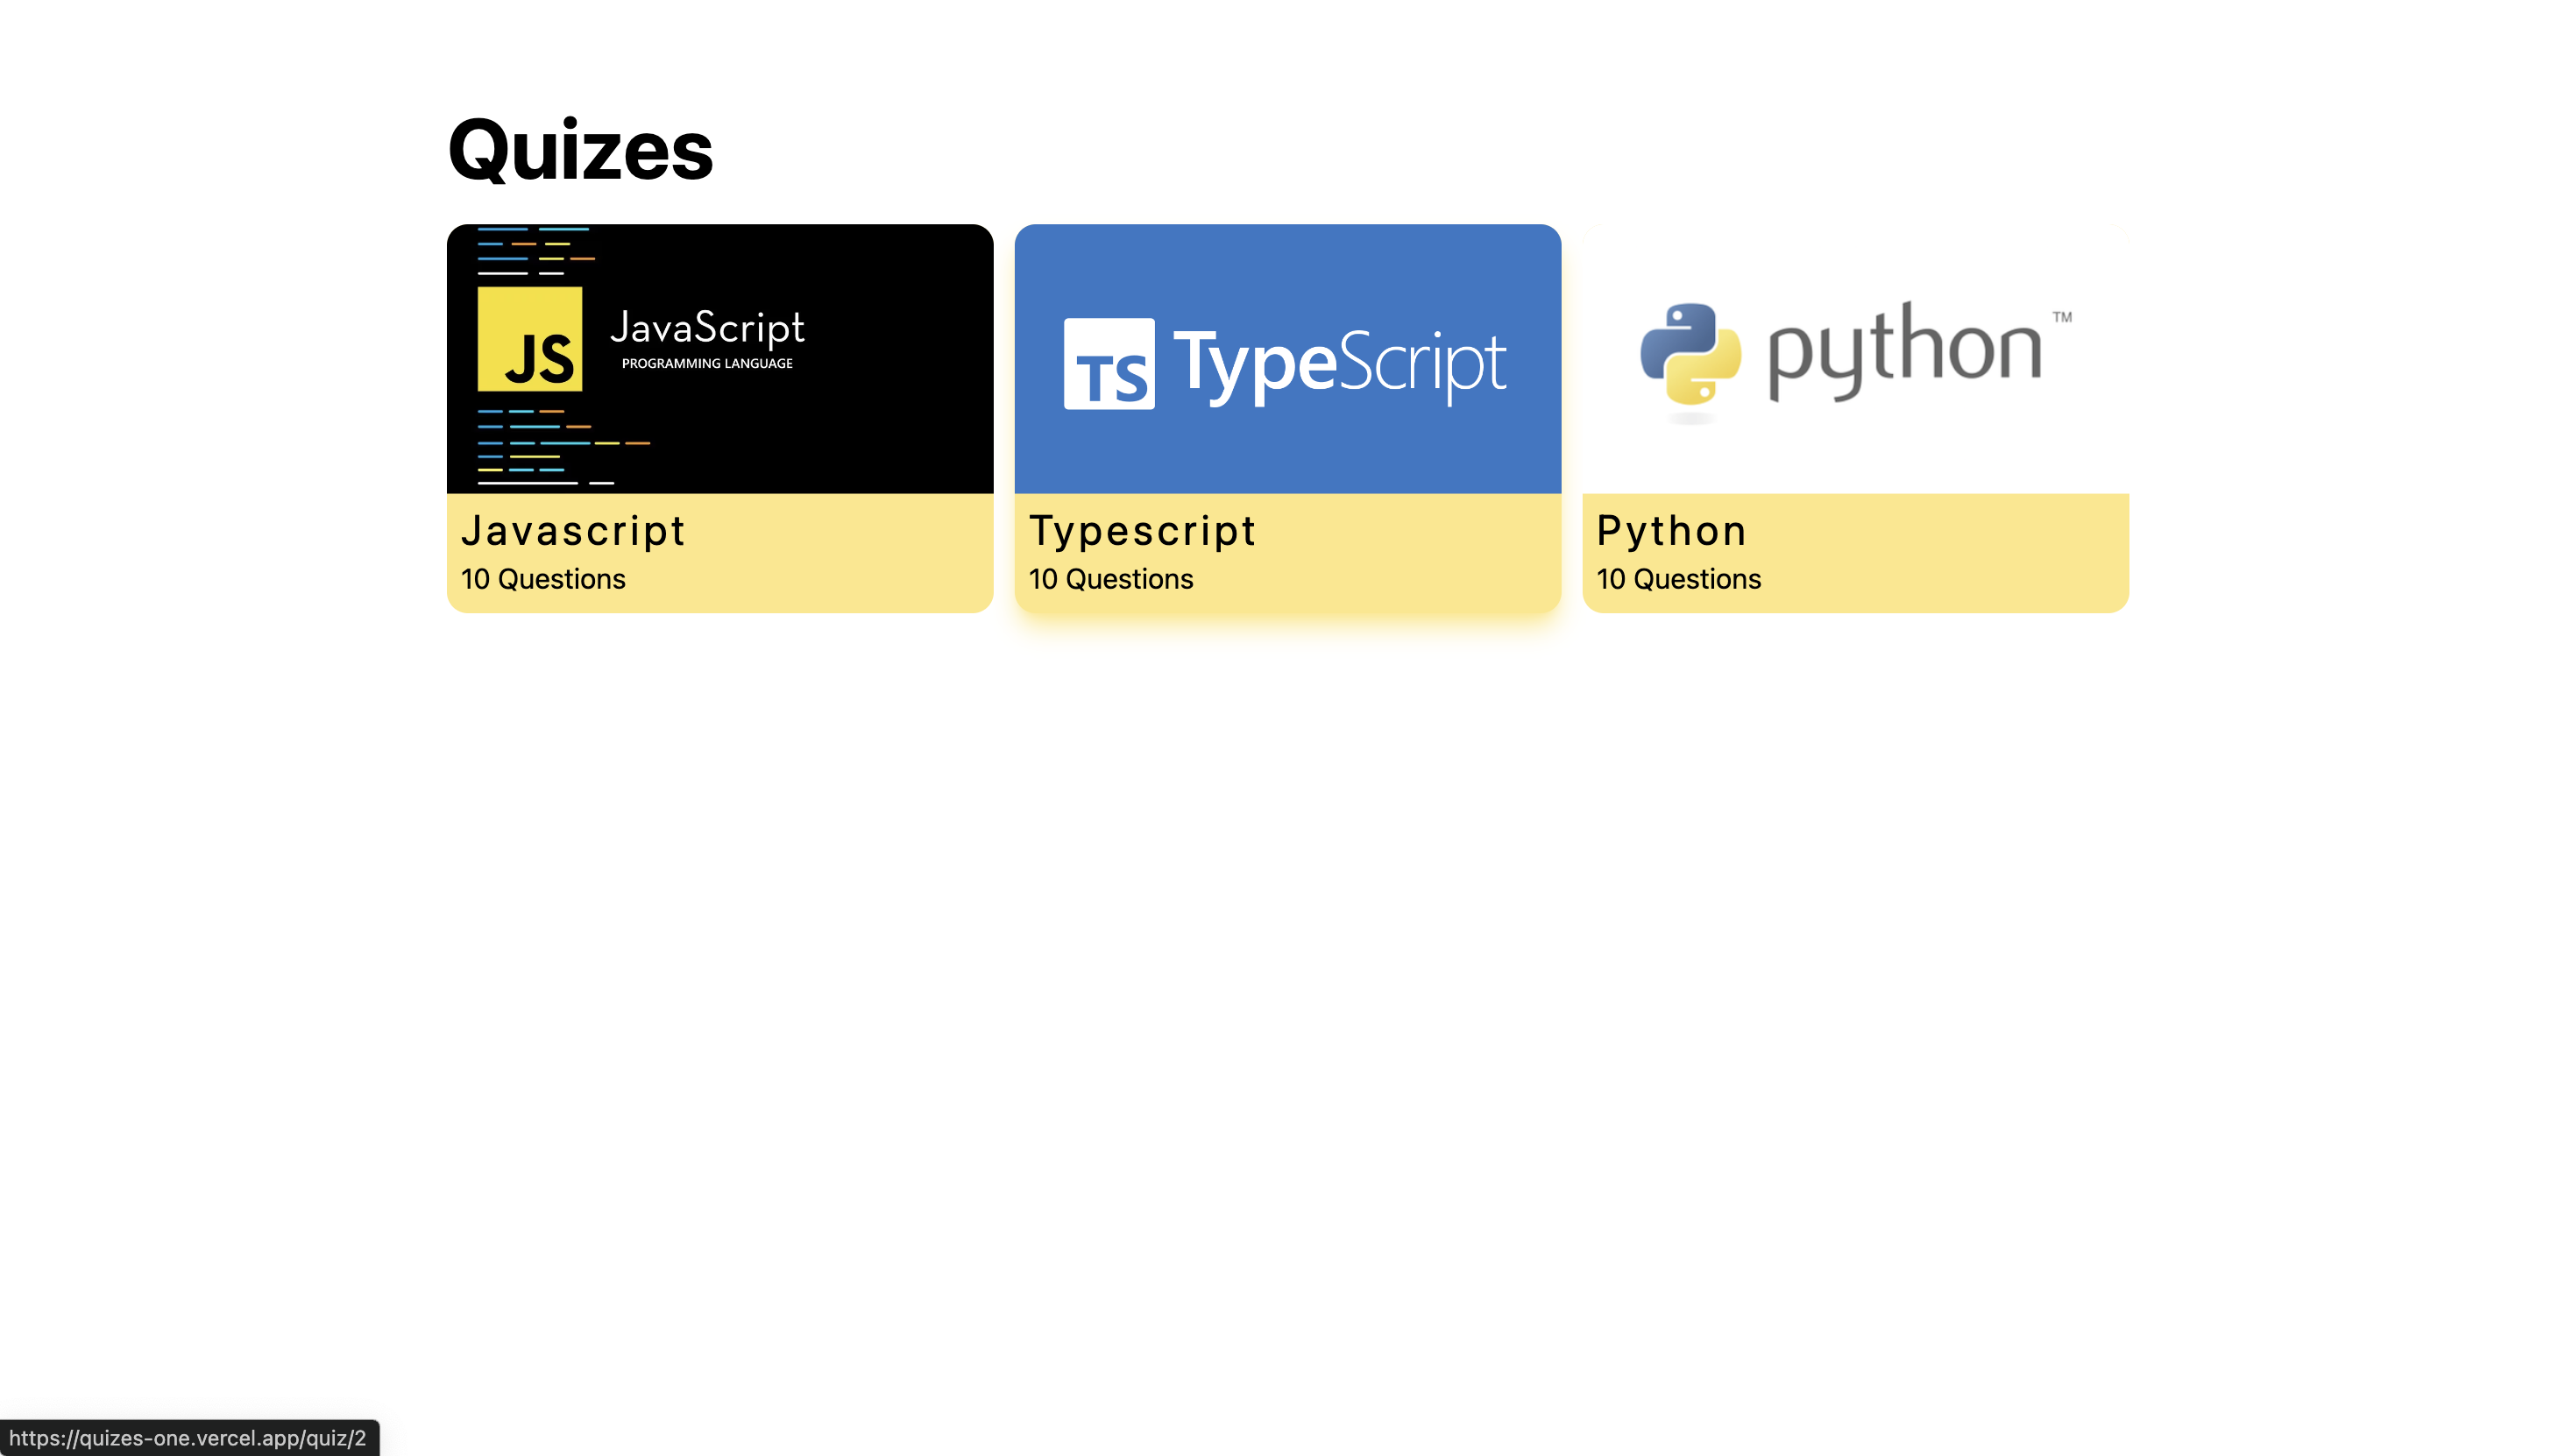 Quizes
JS
JavaScript
PROGRAMMING LANGUAGE
Javascript
10 Questions
TS TypeScript
Typescript
10 Questions
python™
Python
10 Questions
https://quizes-one.vercel.app/quiz/2